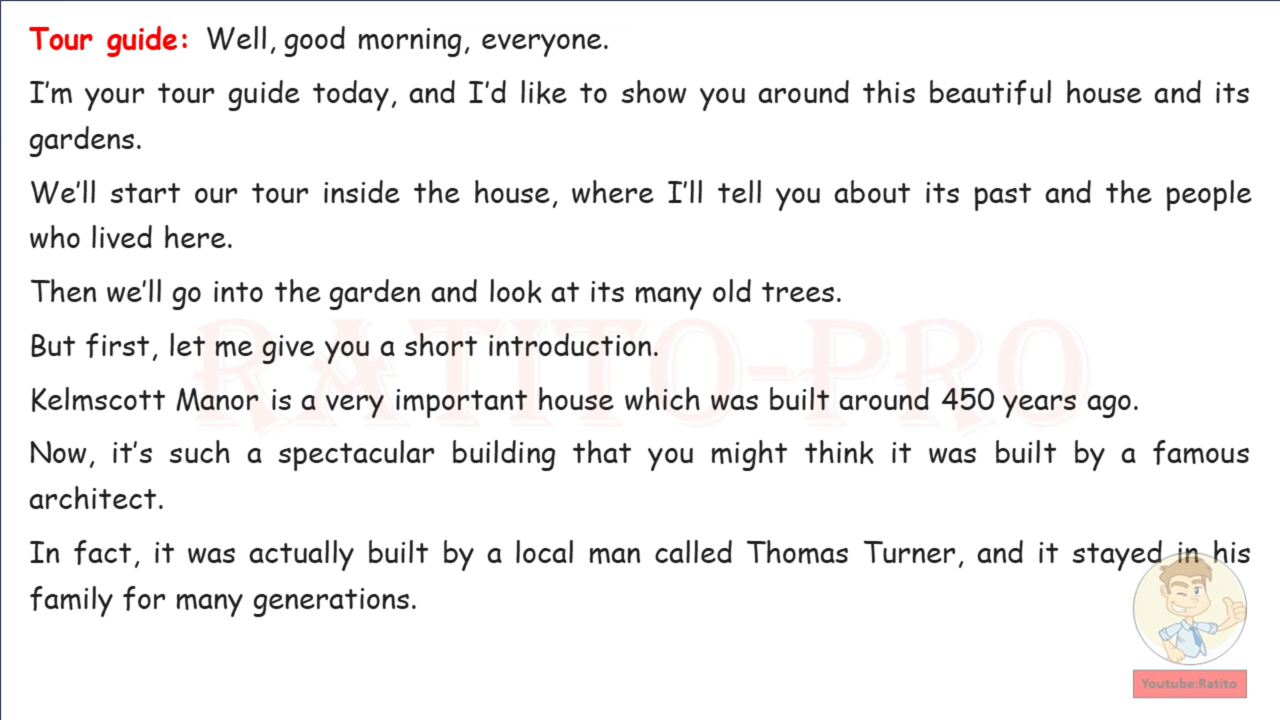 Tour guide: Well, good morning, everyone.
I'm your tour guide today, and I'd like to show you around this beautiful house and its
gardens.
We'll start our tour inside the house, where I'll tell you about its past and the people
who lived here.
Then we'll go into the garden and look at its many old trees.
RATITO-PRO
But first, let me give you a short introduction.
Kelmscott Manor is a very important house which was built around 450 years ago.
Now, it's such a spectacular building that you might think it was built by a famous
architect.
In fact, it was actually built by a local man called Thomas Turner, and it stayed in his
family for many generations.
Youtube:Ratito